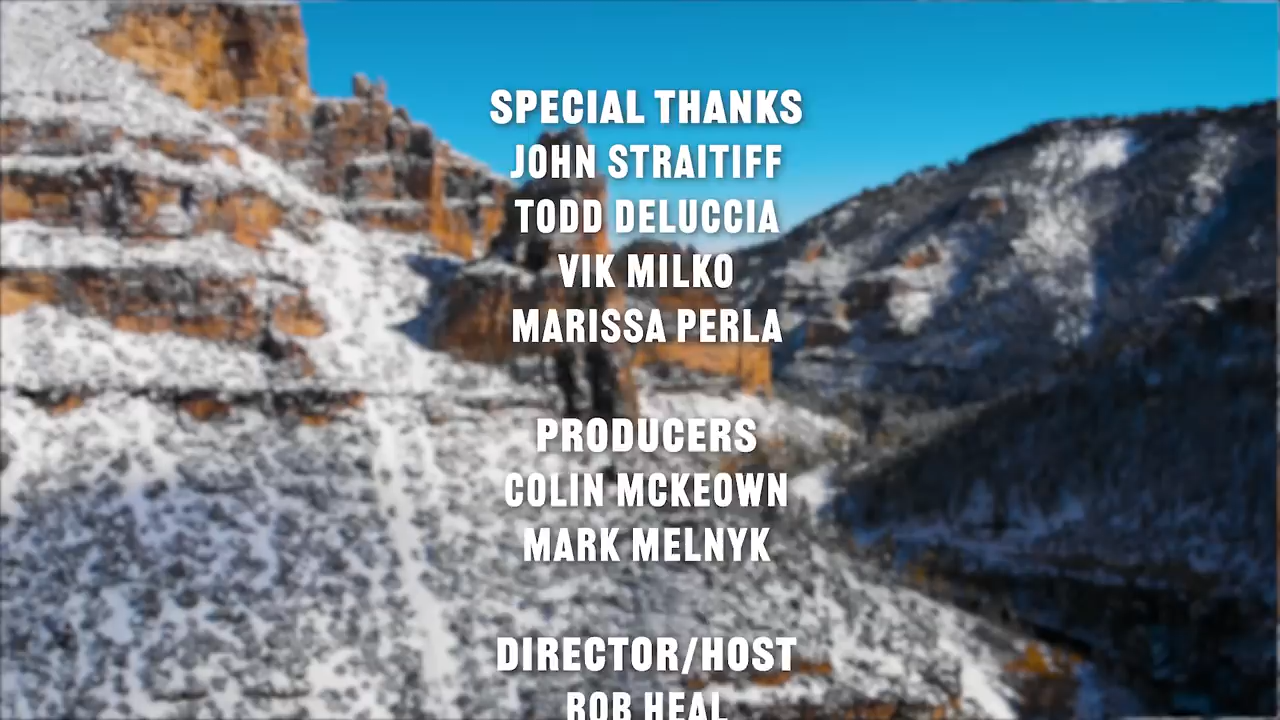 SPECIAL THANKS
JOHN STRAITIFF
TODD DELUCCIA
VIK MILKO
MARISSA PERLA
PRODUCERS
COLIN MCKEOWN
MARK MELNYK
DIRECTOR/HOST
ROB HEAL